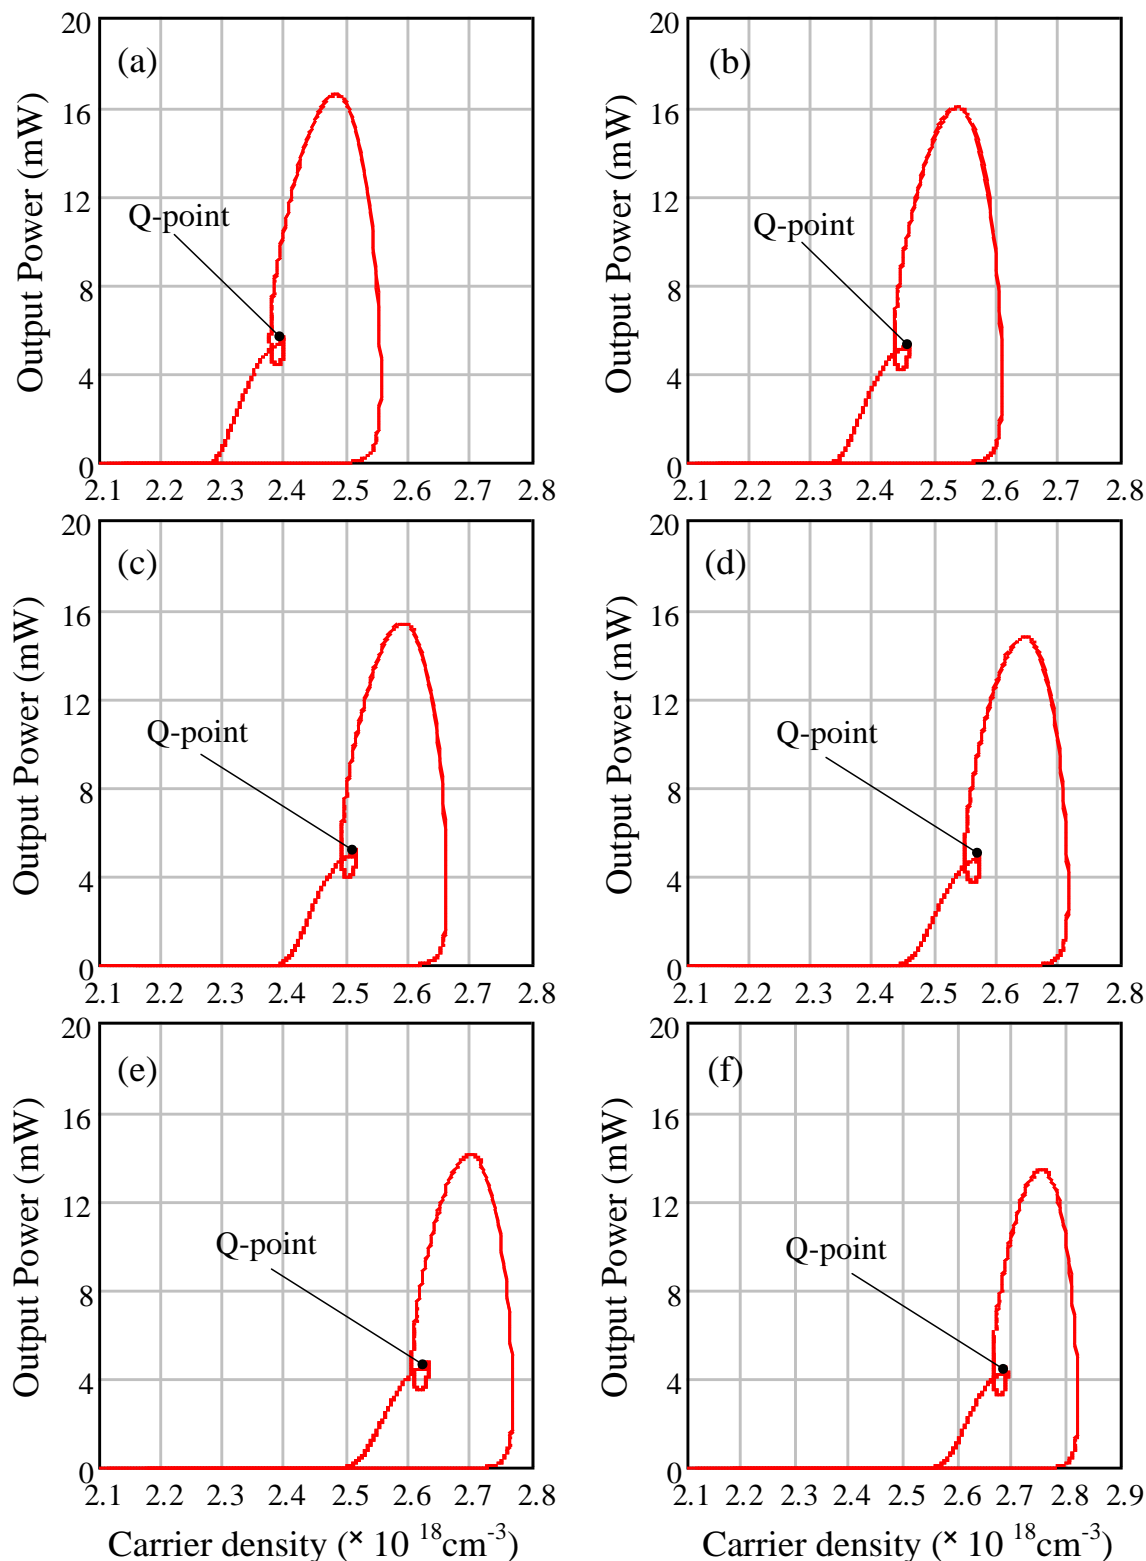 (a)
Output Power (mW)
20
16
12
8
4
0
Q-point
2.1 2.2 2.3 2.4 2.5 2.6 2.7 2.8
(b)
Output Power (mW)
20
16
12
8
4
0
Q-point
2.1 2.2 2.3 2.4 2.5 2.6 2.7 2.8
(c)
Output Power (mW)
20
16
12
8
4
0
Q-point
2.1 2.2 2.3 2.4 2.5 2.6 2.7 2.8
(d)
Output Power (mW)
20
16
12
8
4
0
Q-point
2.1 2.2 2.3 2.4 2.5 2.6 2.7 2.8
(e)
Output Power (mW)
20
16
12
8
4
0
Q-point
2.1 2.2 2.3 2.4 2.5 2.6 2.7 2.8
Carrier density (× 10 18cm-3)
(f)
Output Power (mW)
20
16
12
8
4
0
Q-point
2.1 2.2 2.3 2.4 2.5 2.6 2.7 2.8 2.9
Carrier density (× 10 18cm-3)